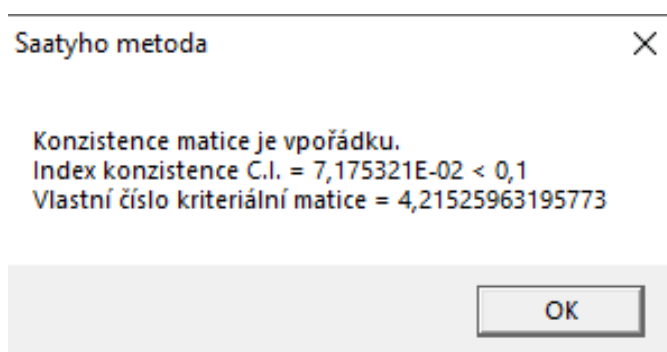 Saatyho metoda
Konzistence matice je vpořádku.
Index konzistence C.I. = 7,175321E-02 < 0,1
Vlastní číslo kriteriální matice = 4,21525963195773
OK